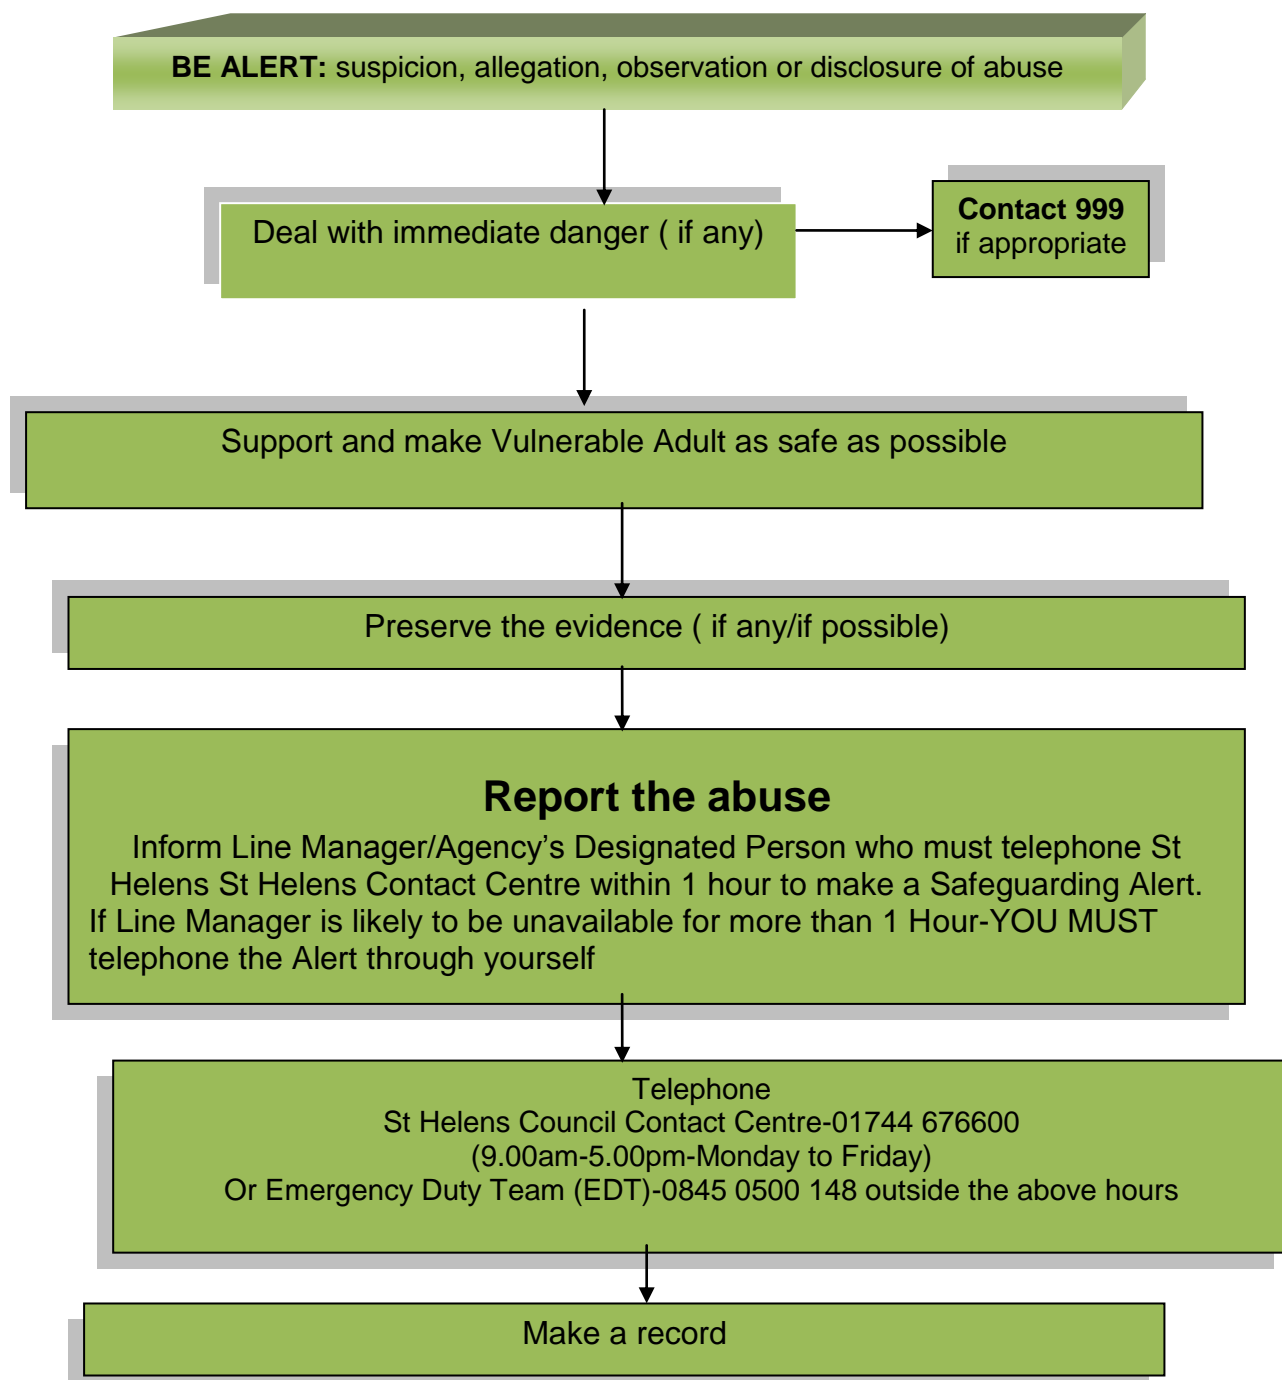 BE ALERT: suspicion, allegation, observation or disclosure of abuse
Deal with immediate danger ( if any)
Contact 999
if appropriate
Support and make Vulnerable Adult as safe as possible
Preserve the evidence ( if any/if possible)
Report the abuse
Inform Line Manager/Agency’s Designated Person who must telephone St
Helens St Helens Contact Centre within 1 hour to make a Safeguarding Alert.
If Line Manager is likely to be unavailable for more than 1 Hour-YOU MUST
telephone the Alert through yourself
Telephone
St Helens Council Contact Centre-01744 676600
(9.00am-5.00pm-Monday to Friday)
Or Emergency Duty Team (EDT)-0845 0500 148 outside the above hours
Make a record